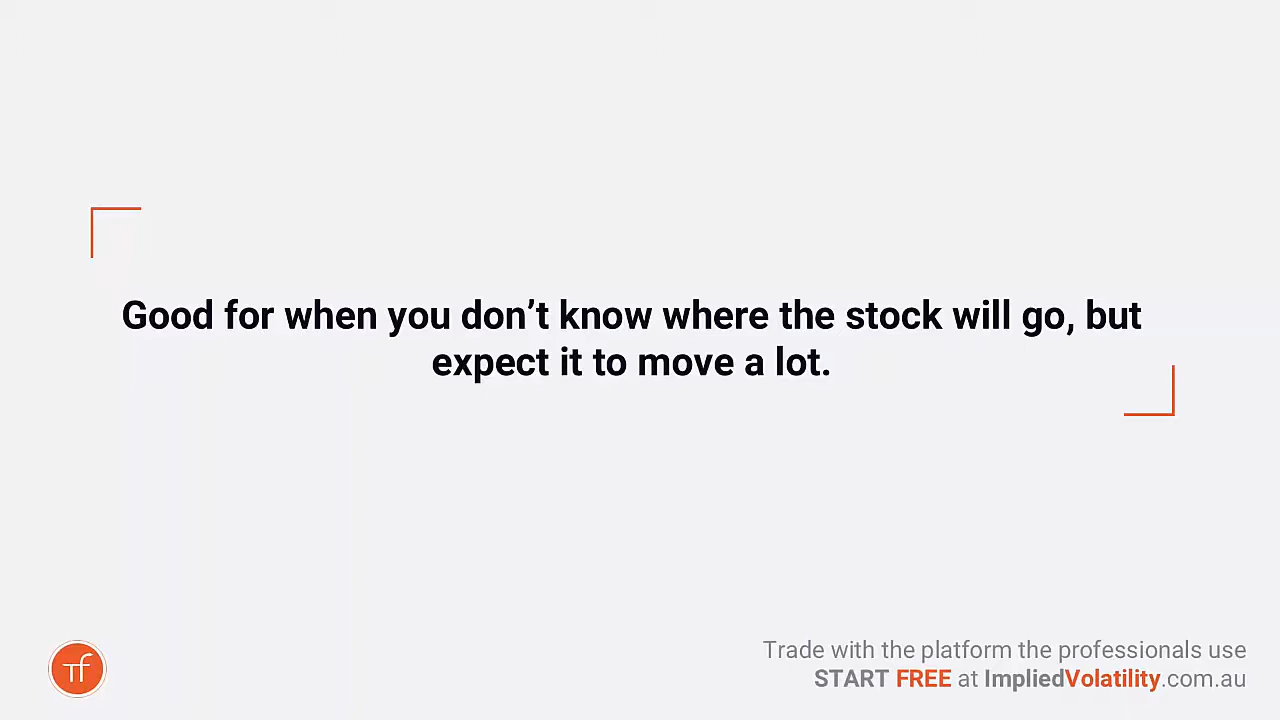 Good for when you don’t know where the stock will go, but
expect it to move a lot.
Trade with the platform the professionals use
START FREE at ImpliedVolatility.com.au
TF